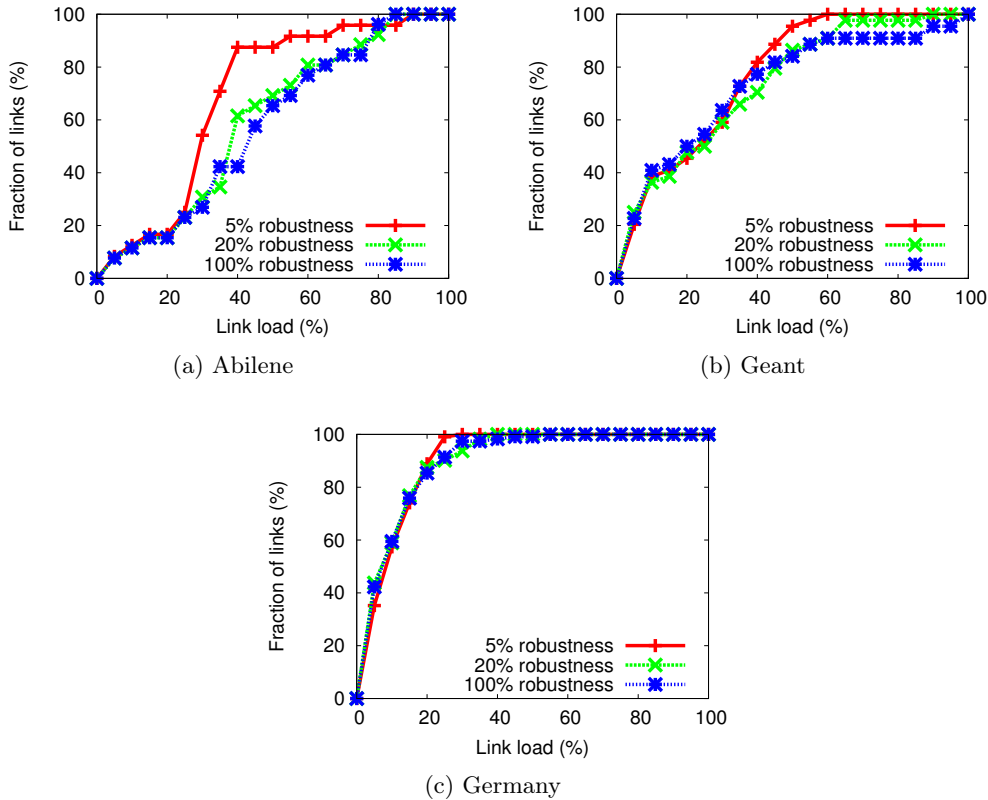 100
80
60
40
20
0
Fraction of links (%)
5% robustness
20% robustness
100% robustness
0 20 40 60 80 100
Link load (%)
(a) Abilene
100
80
60
40
20
0
Fraction of links (%)
5% robustness
20% robustness
100% robustness
0 20 40 60 80 100
Link load (%)
(b) Geant
100
80
60
40
20
0
Fraction of links (%)
5% robustness
20% robustness
100% robustness
0 20 40 60 80 100
Link load (%)
(c) Germany